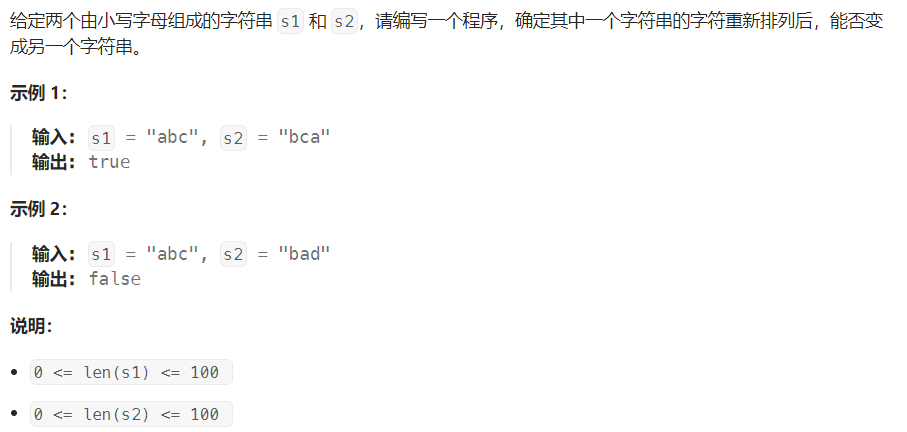 给定两个由小写字母组成的字符串 s1 和 s2，请编写一个程序，确定其中一个字符串的字符重新排列后，能否变
成另一个字符串。
示例 1：
输入： s1 = "abc", s2 = "bca"
输出： true
示例 2：
输入： s1 = "abc", s2 = "bad"
输出： false
说明：
• 0 <= len(s1) <= 100
• 0 <= len(s2) <= 100